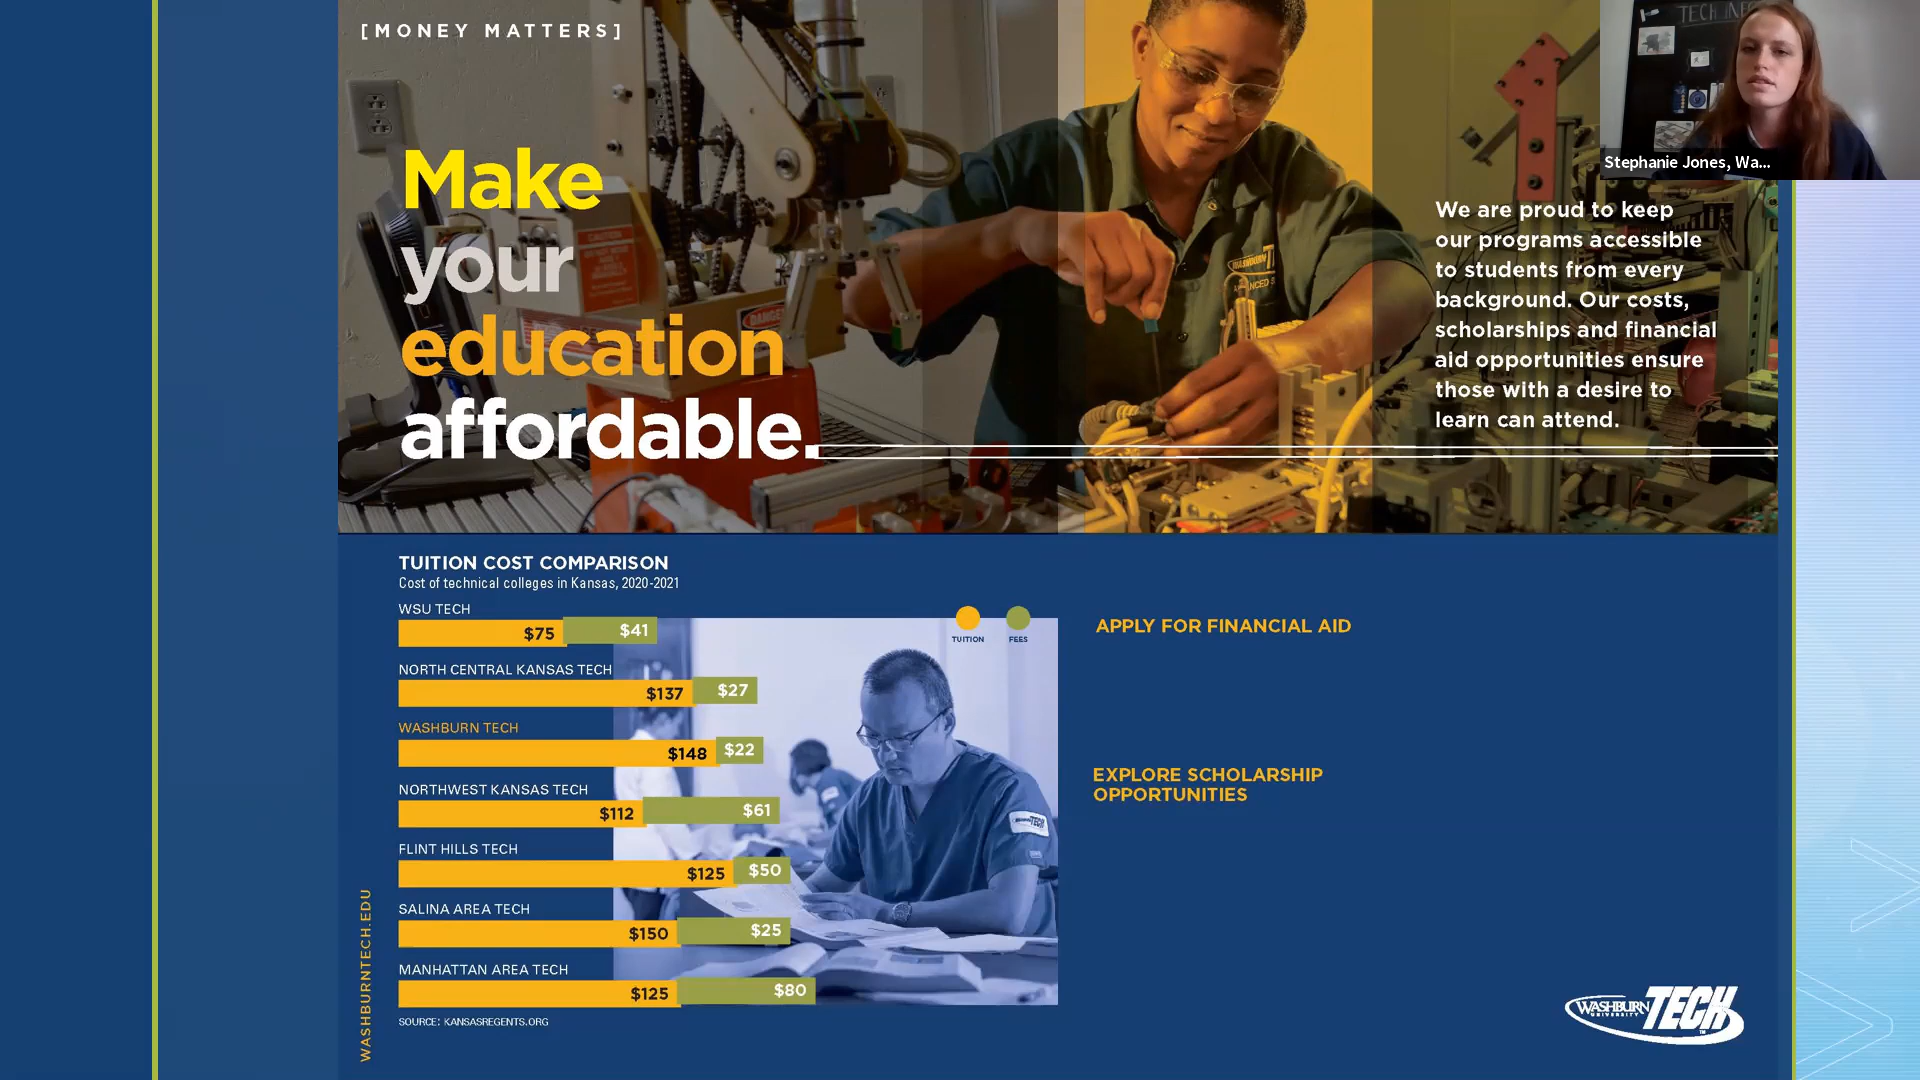 [MONEY MATTERS]
TECH
Stephanie Jones, Wa...
Make
your
education
affordable.
We are proud to keep
our programs accessible
to students from every
background. Our costs,
scholarships and financial
aid opportunities ensure
those with a desire to
learn can attend.
TUITION COST COMPARISON
Cost of technical colleges in Kansas, 2020-2021
TUITION
FEES
WSU TECH
$75 $41
NORTH CENTRAL KANSAS TECH
$137 $27
WASHBURN TECH
$148 $22
NORTHWEST KANSAS TECH
$112 $61
FLINT HILLS TECH
$125 $50
SALINA AREA TECH
$150 $25
MANHATTAN AREA TECH
$125 $80
SOURCE: KANSASREGENTS.ORG
WASHBURNTECH.EDU
APPLY FOR FINANCIAL AID
EXPLORE SCHOLARSHIP
OPPORTUNITIES
WASHBURN
UNIVERSITY
TECH